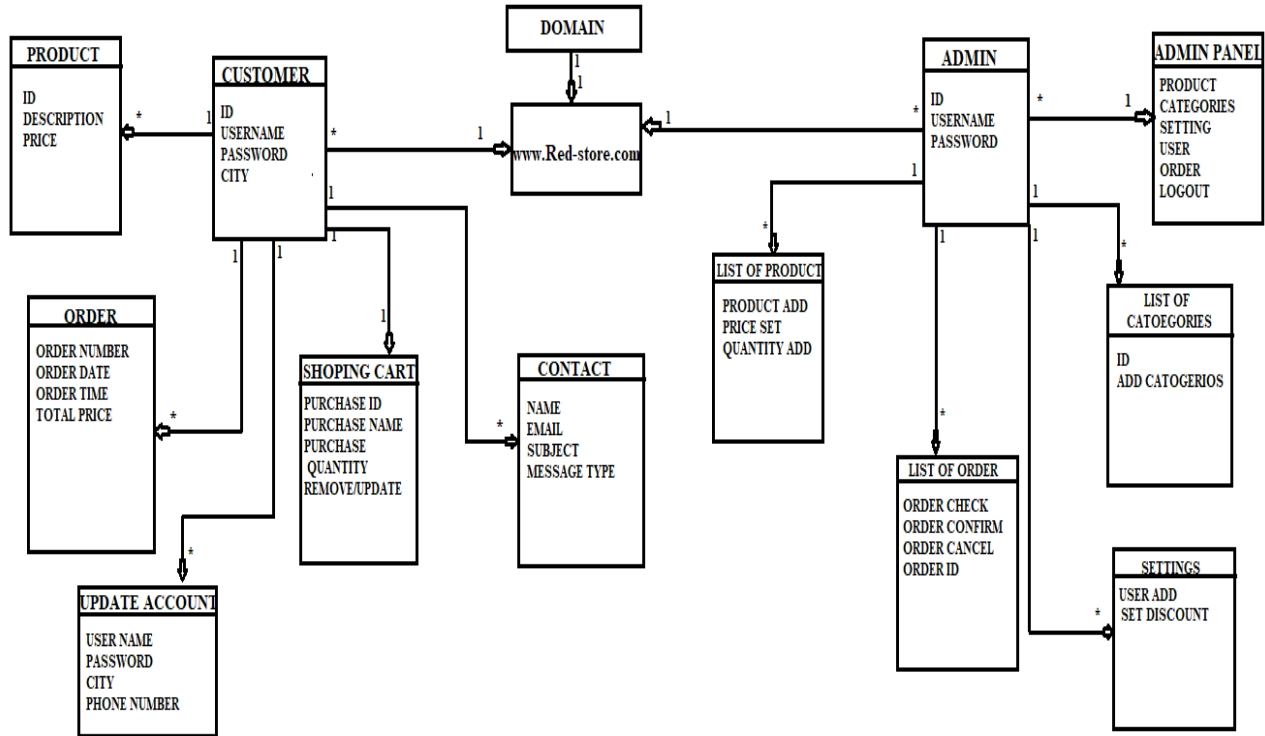 DOMAIN
1
1
www.Red-store.com
PRODUCT
ID
DESCRIPTION
PRICE
*
1
CUSTOMER
ID
USERNAME
PASSWORD
CITY
*
1
1
1
1
1
ORDER
ORDER NUMBER
ORDER DATE
ORDER TIME
TOTAL PRICE
*
UPDATE ACCOUNT
USER NAME
PASSWORD
CITY
PHONE NUMBER
*
SHOPING CART
PURCHASE ID
PURCHASE NAME
PURCHASE
QUANTITY
REMOVE/UPDATE
1
CONTACT
NAME
EMAIL
SUBJECT
MESSAGE TYPE
*
ADMIN
ID
USERNAME
PASSWORD
1
*
*
1
1
1
1
1
ADMIN PANEL
PRODUCT
CATEGORIES
SETTING
USER
ORDER
LOGOUT
LIST OF PRODUCT
PRODUCT ADD
PRICE SET
QUANTITY ADD
*
LIST OF
CATOEGORIES
ID
ADD CATOGERIOS
*
LIST OF ORDER
ORDER CHECK
ORDER CONFIRM
ORDER CANCEL
ORDER ID
*
SETTINGS
USER ADD
SET DISCOUNT
*